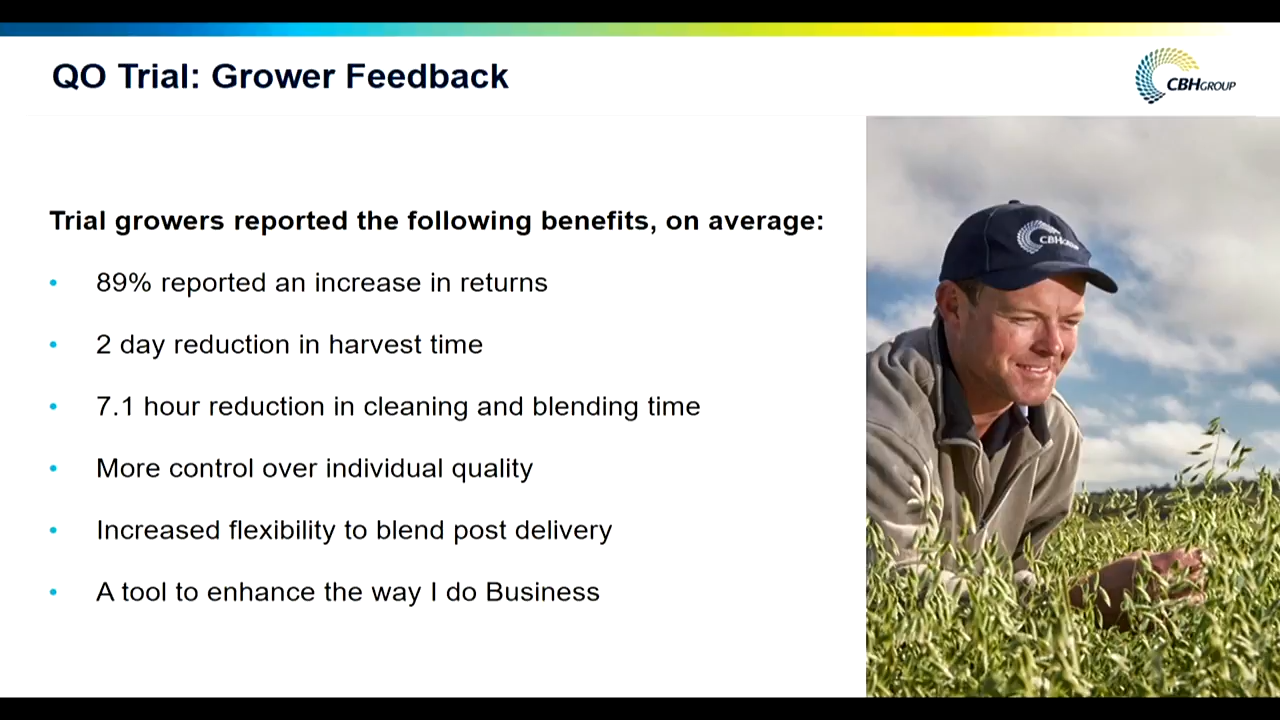 QO Trial: Grower Feedback
CBHGROUP
Trial growers reported the following benefits, on average:
• 89% reported an increase in returns
• 2 day reduction in harvest time
• 7.1 hour reduction in cleaning and blending time
• More control over individual quality
• Increased flexibility to blend post delivery
• A tool to enhance the way I do Business
CBHGROUP